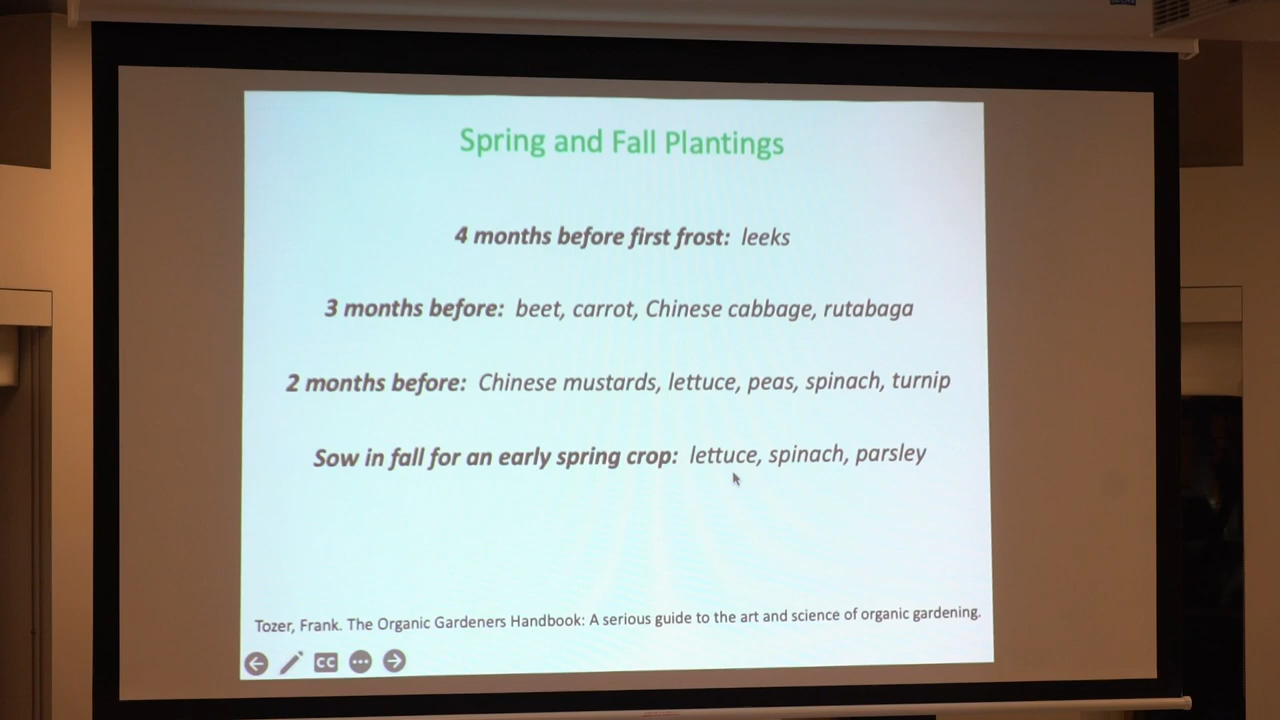 Spring and Fall Plantings
4 months before first frost: leeks
3 months before: beet, carrot, Chinese cabbage, rutabaga
2 months before: Chinese mustards, lettuce, peas, spinach, turnip
Sow in fall for an early spring crop: lettuce, spinach, parsley
Tozer, Frank. The Organic Gardeners Handbook: A serious guide to the art and science of organic gardening.
CC